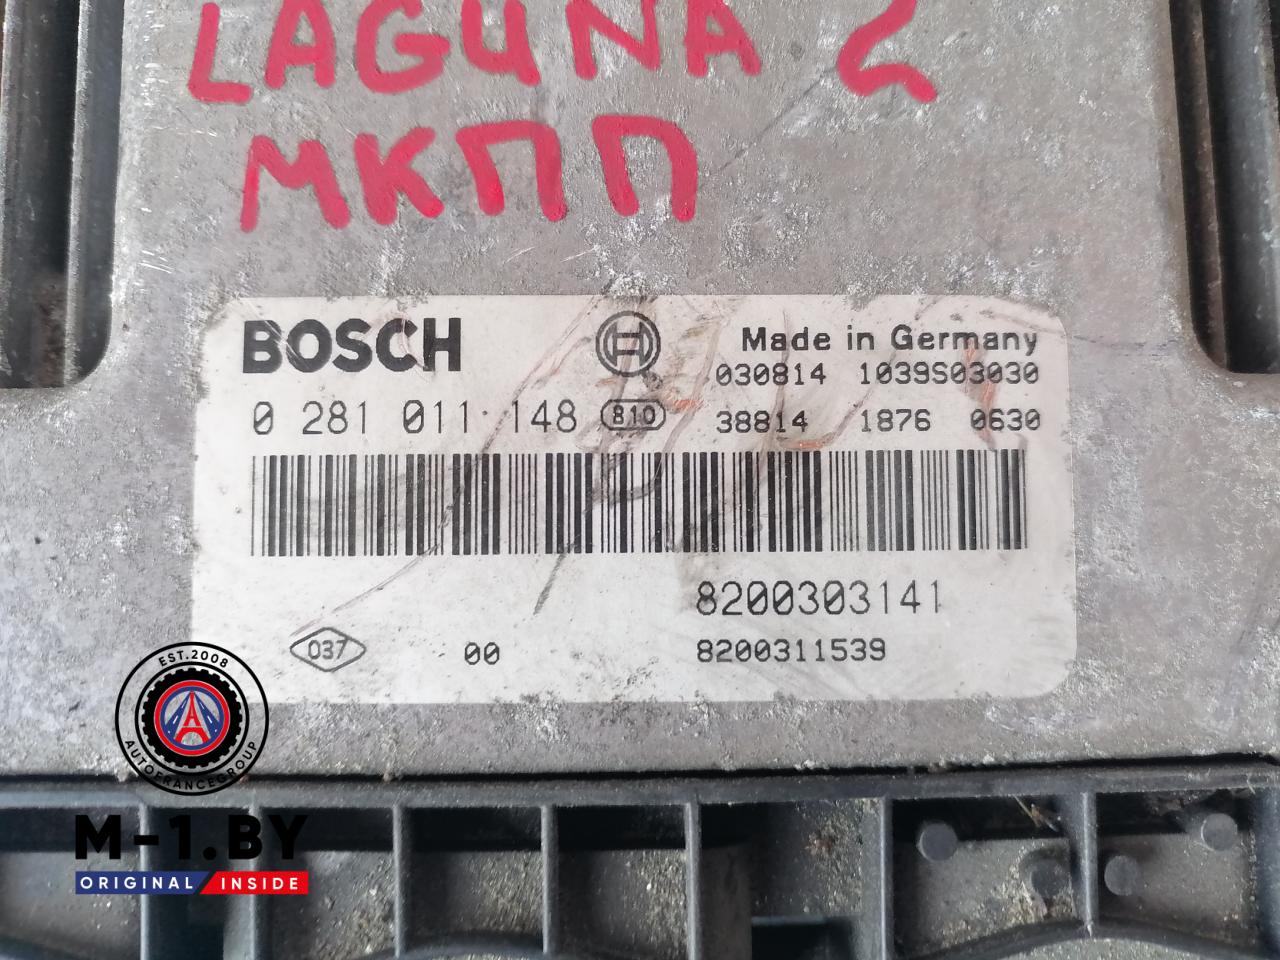 LAGUNA 2
МКПП
BOSCH
Made in Germany
030814 1039S03030
0 281 011 148 B10
38814 1876 0630
8200303141
037 00 8200311539
EST.2008
AUTOFRANCEGROUP
M-1.BY
ORIGINAL INSIDE